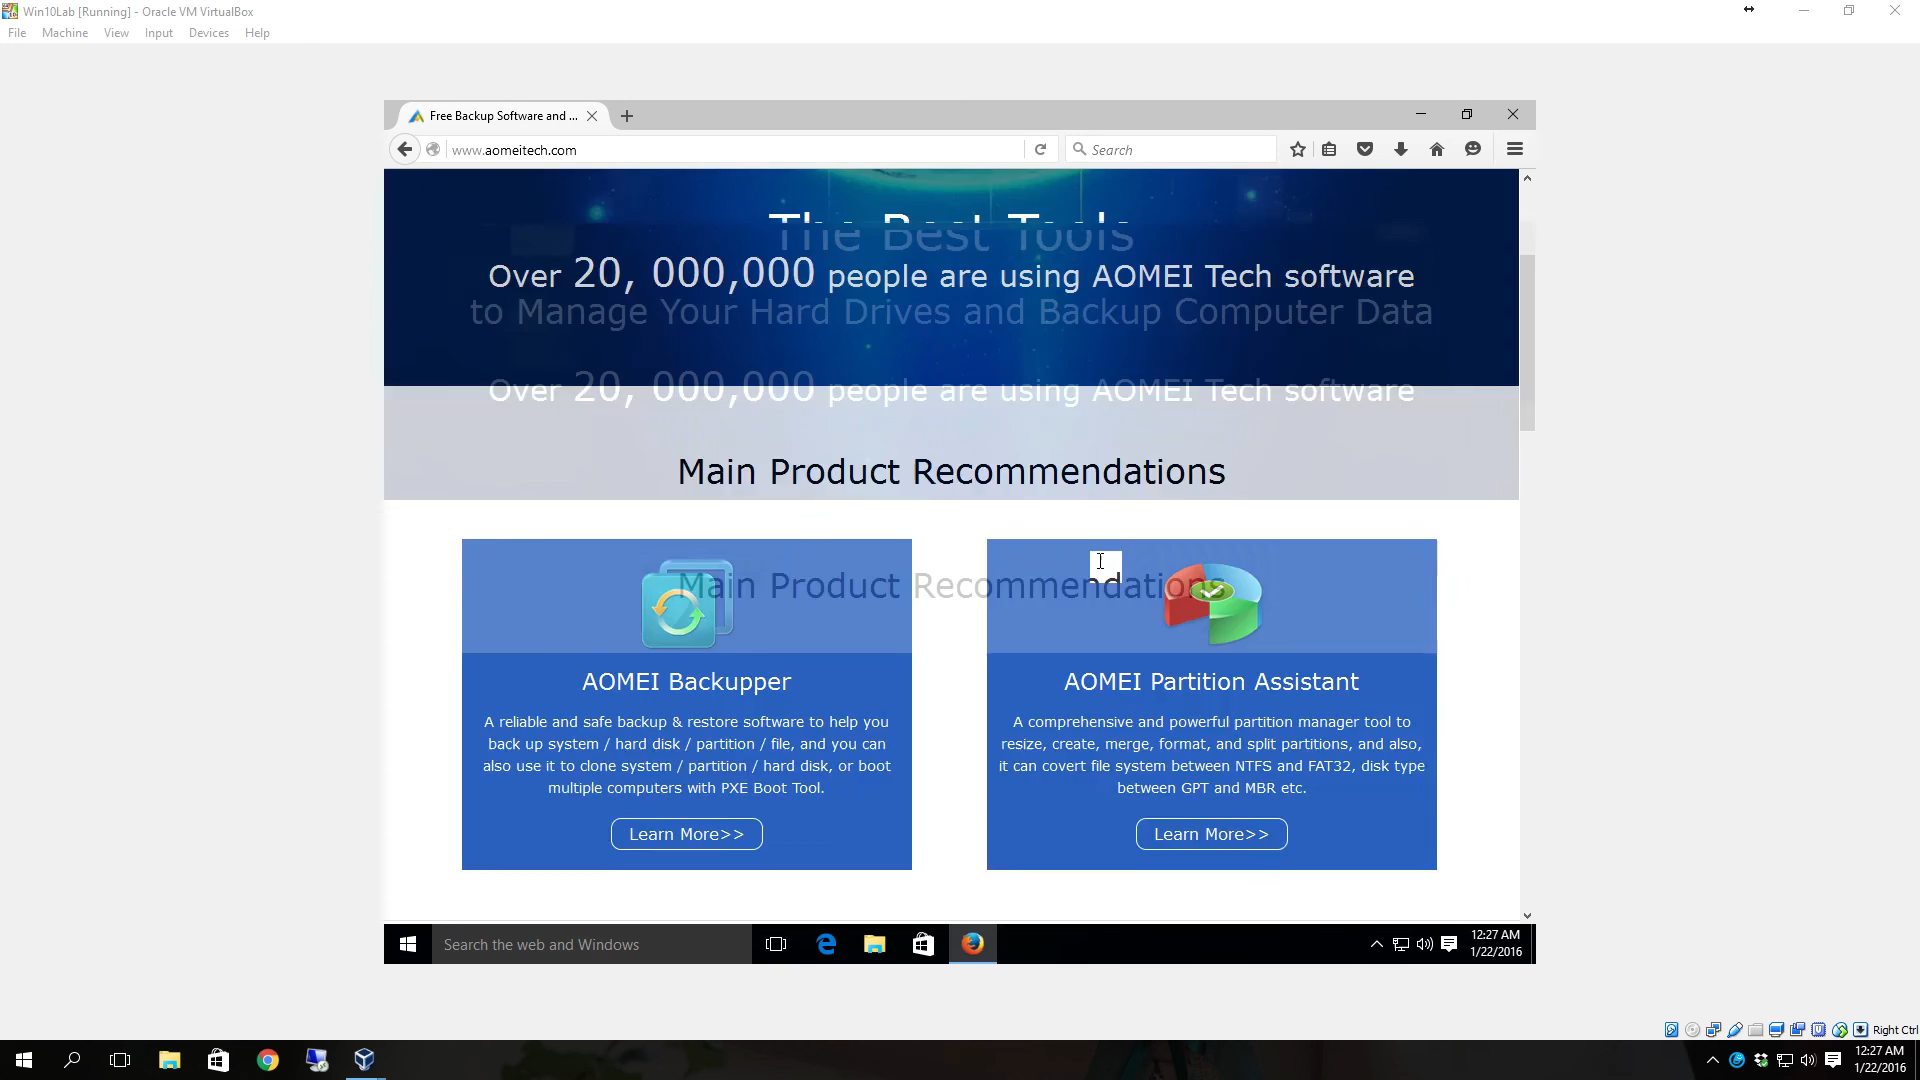 Win10Lab [Running] - Oracle VM VirtualBox
File Machine View Input Devices Help
Free Backup Software and ...
www.aomeitech.com
Search
The Best Tools
The Best Tools
Over 20, 000,000 people are using AOMEI Tech software
to Manage Your Hard Drives and Backup Computer Data
Over 20, 000,000 people are using AOMEI Tech software
Main Product Recommendations
Main Product Recommendations
AOMEI Backupper
A reliable and safe backup & restore software to help you
back up system / hard disk / partition / file, and you can
also use it to clone system / partition / hard disk, or boot
multiple computers with PXE Boot Tool.
Learn More>>
AOMEI Partition Assistant
A comprehensive and powerful partition manager tool to
resize, create, merge, format, and split partitions, and also,
it can covert file system between NTFS and FAT32, disk type
between GPT and MBR etc.
Learn More>>
Search the web and Windows
12:27 AM
1/22/2016
Right Ctrl
12:27 AM
1/22/2016